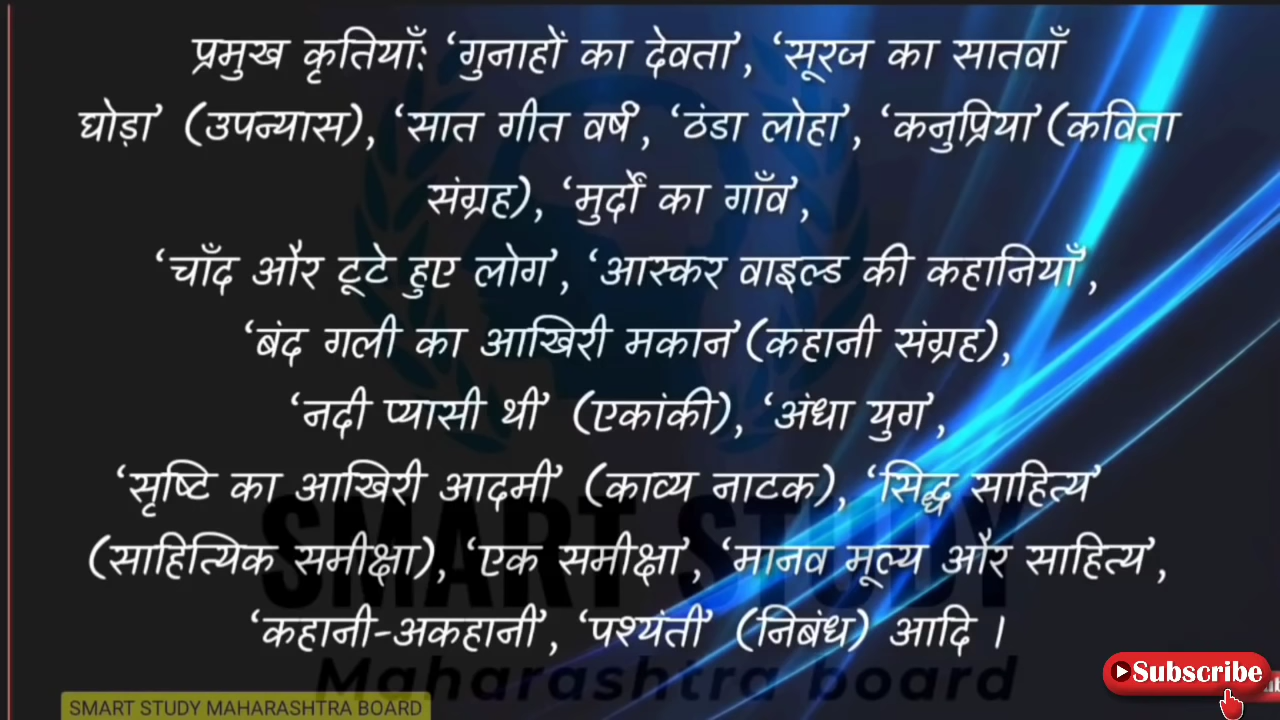 प्रमुख कृतियाँ: ‘गुनाहों का देवता’, ‘सूरज का सातवाँ
घोड़ा’ (उपन्यास), ‘सात गीत वर्ष’, ‘ठंडा लोहा’, ‘कनुप्रिया’(कविता
संग्रह), ‘मुर्दों का गाँव’,
‘चाँद और टूटे हुए लोग’, ‘आस्कर वाइल्ड की कहानियाँ’,
‘बंद गली का आखिरी मकान’(कहानी संग्रह),
‘नदी प्यासी थी’ (एकांकी), ‘अंधा युग’,
‘सृष्टि का आखिरी आदमी’ (काव्य नाटक), ‘सिद्ध साहित्य’
(साहित्यिक समीक्षा), ‘एक समीक्षा’, ‘मानव मूल्य और साहित्य’,
‘कहानी-अकहानी’, ‘पश्यंती’ (निबंध) आदि ।
SMART STUDY
Maharashtra board
Subscribe
SMART STUDY MAHARASHTRA BOARD